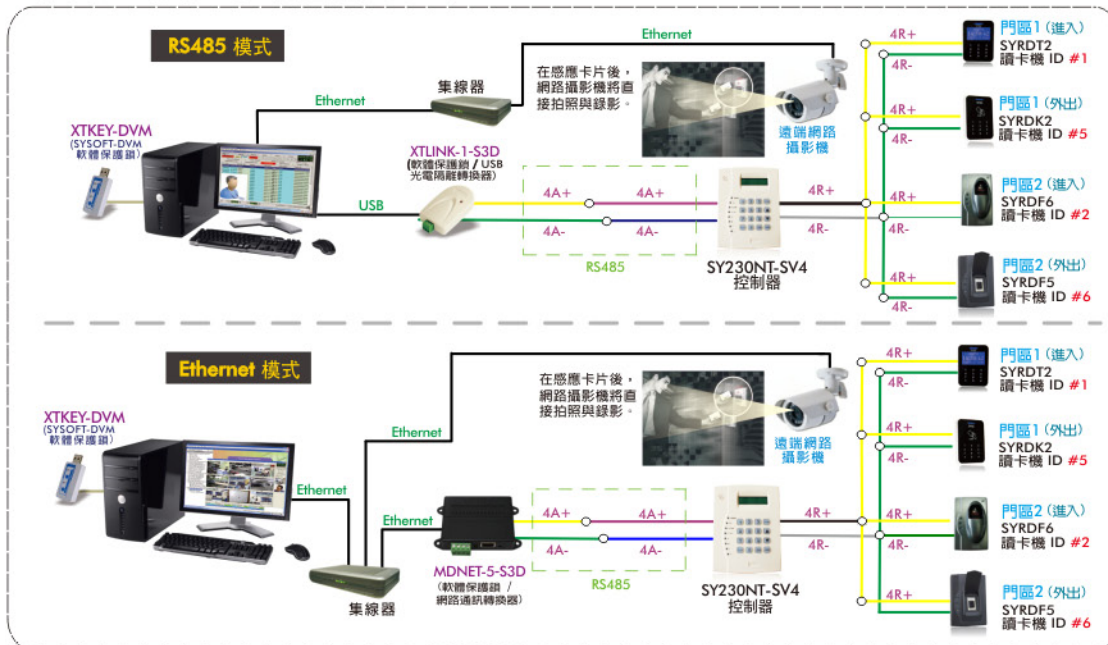 RS485 模式
Ethernet
4R+
門區1 (進入)
SYRDT2
讀卡機 ID #1
4R-
在感應卡片後，
網路攝影機將直
接拍照與錄影。
集線器
Ethernet
XTKEY-DVM
(SYSOFT-DVM
軟體保護鎖)
XTLINK-1-S3D
(軟體保護鎖 / USB
光電隔離轉換器)
遠端網路
攝影機
4R+
門區1 (外出)
SYRDK2
讀卡機 ID #5
4R-
USB
4A+
4A+
4A-
4A-
RS485
SY230NT-SV4
控制器
4R+
4R-
4R+
門區2 (進入)
SYRDF6
讀卡機 ID #2
4R-
4R+
門區2 (外出)
SYRDF5
讀卡機 ID #6
4R-
Ethernet 模式
4R+
門區1 (進入)
SYRDT2
讀卡機 ID #1
4R-
在感應卡片後，
網路攝影機將直
接拍照與錄影。
XTKEY-DVM
(SYSOFT-DVM
軟體保護鎖)
Ethernet
遠端網路
攝影機
4R+
門區1 (外出)
SYRDK2
讀卡機 ID #5
4R-
Ethernet
Ethernet
4A+
4A+
4A-
4A-
RS485
MDNET-5-S3D
(軟體保護鎖 /
網路通訊轉換器)
集線器
SY230NT-SV4
控制器
4R+
4R-
4R+
門區2 (進入)
SYRDF6
讀卡機 ID #2
4R-
4R+
門區2 (外出)
SYRDF5
讀卡機 ID #6
4R-